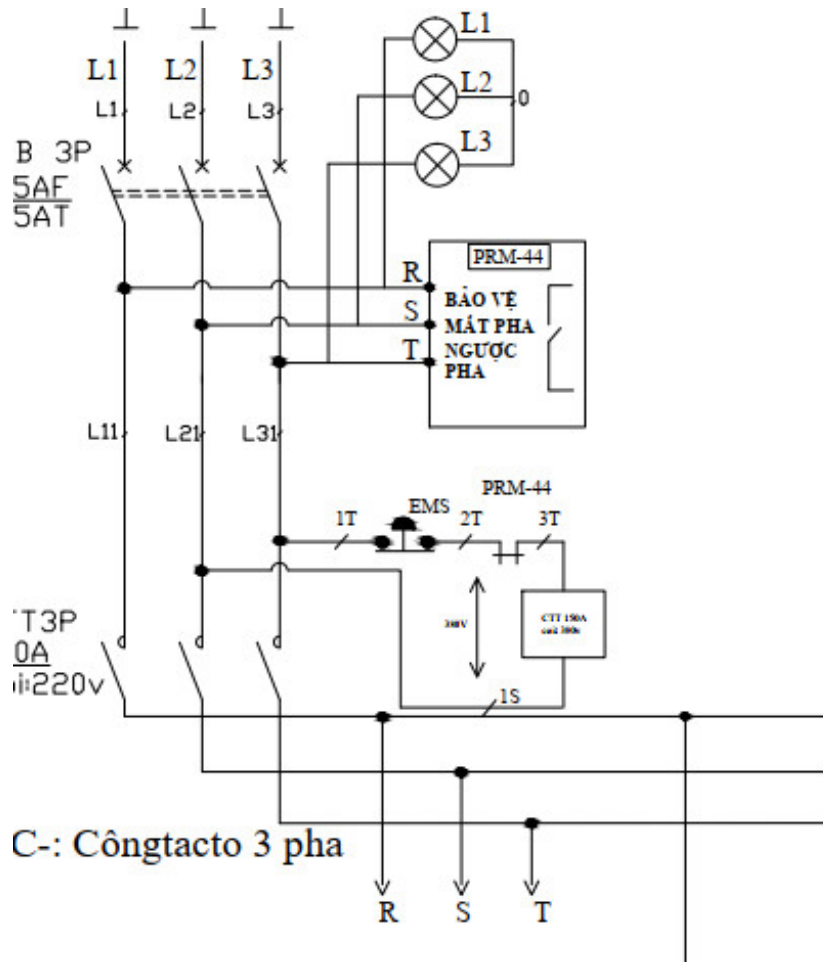 L1
L2
L3
L1
L2
L3
L1
L2
L3
0
B 3P
5AF
5AT
PRM-44
R
S
T
BẢO VỆ
MẤT PHA
NGƯỢC
PHA
L11
L21
L31
PRM-44
1T
EMS
2T
3T
380V
CTT 150A
1S
T3P
0A
i:220v
C-: Côngtacto 3 pha
R
S
T